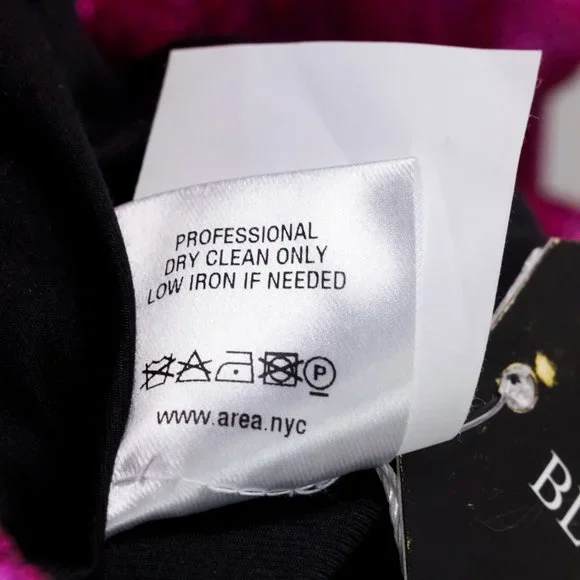 PROFESSIONAL
DRY CLEAN ONLY
LOW IRON IF NEEDED
P
www.area.nyc